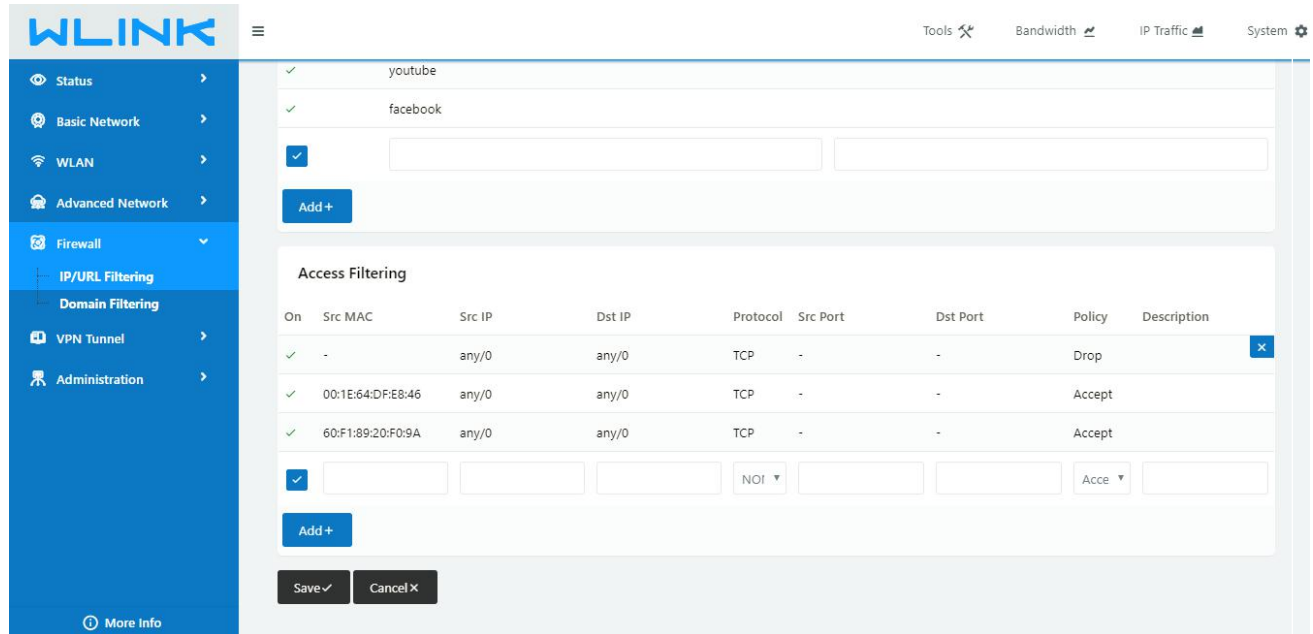 WLINK
Tools
Bandwidth
IP Traffic
System
Status
Basic Network
WLAN
Advanced Network
Firewall
IP/URL Filtering
Domain Filtering
VPN Tunnel
Administration
More Info
youtube
facebook
Add +
Access Filtering
On Src MAC Src IP Dst IP Protocol Src Port Dst Port Policy Description
- any/0 any/0 TCP - - Drop
00:1E:64:DF:E8:46 any/0 any/0 TCP - - Accept
60:F1:89:20:F0:9A any/0 any/0 TCP - - Accept
Acce
Add +
Save
Cancel